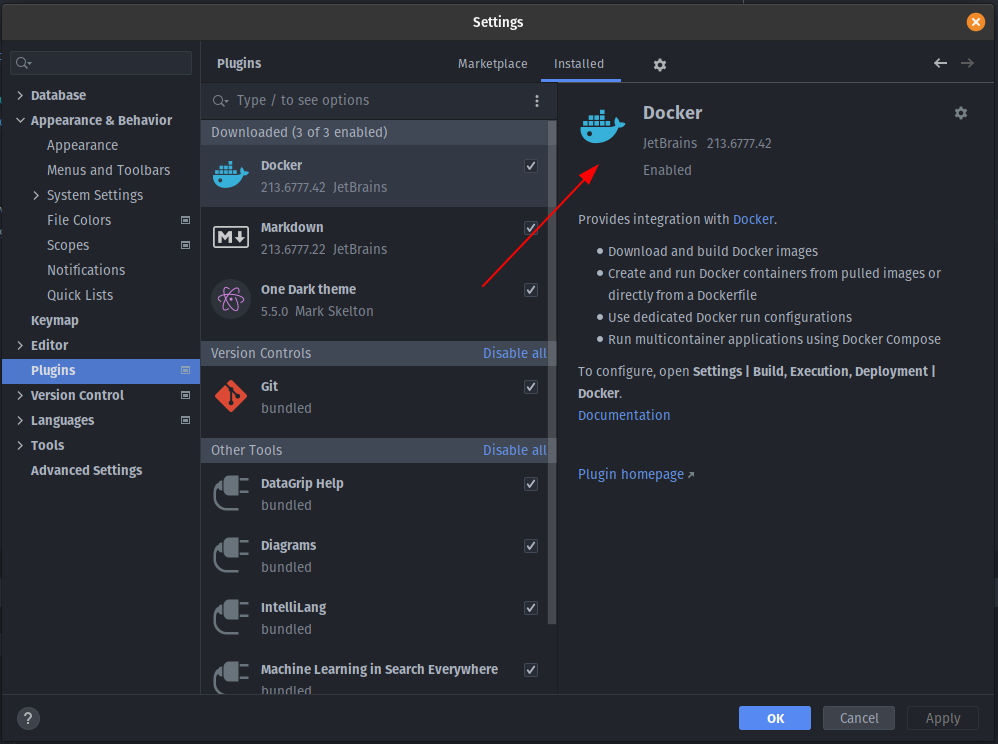 Settings
Database
Appearance & Behavior
Appearance
Menus and Toolbars
System Settings
File Colors
Scopes
Notifications
Quick Lists
Keymap
Editor
Plugins
Version Control
Languages
Tools
Advanced Settings
Plugins
Marketplace
Installed
Type / to see options
Downloaded (3 of 3 enabled)
Docker
213.6777.42 JetBrains
M
Markdown
213.6777.22 JetBrains
One Dark theme
5.5.0 Mark Skelton
Version Controls Disable all
Git
bundled
Other Tools Disable all
DataGrip Help
bundled
Diagrams
bundled
IntelliLang
bundled
Machine Learning in Search Everywhere
bundled
Docker
JetBrains 213.6777.42
Enabled
Provides integration with Docker.
• Download and build Docker images
• Create and run Docker containers from pulled images or
directly from a Dockerfile
• Use dedicated Docker run configurations
• Run multicontainer applications using Docker Compose
To configure, open Settings | Build, Execution, Deployment |
Docker.
Documentation
Plugin homepage
?
OK
Cancel
Apply